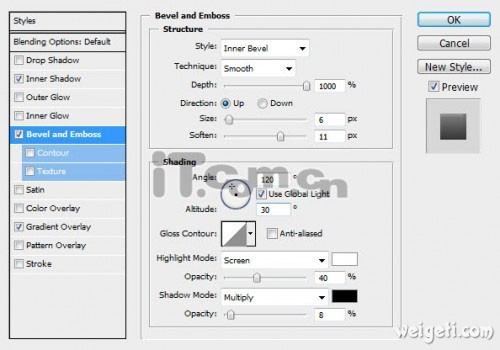 Styles
Blending Options: Default
Drop Shadow
Inner Shadow
Outer Glow
Inner Glow
Bevel and Emboss
Contour
Texture
Satin
Color Overlay
Gradient Overlay
Pattern Overlay
Stroke
Bevel and Emboss
Structure
Style: Inner Bevel
Technique: Smooth
Depth: 1000 %
Direction: Up Down
Size: 6 px
Soften: 11 px
Shading
Angle: 120 °
Use Global Light
Altitude: 30 °
Gloss Contour: Anti-aliased
Highlight Mode: Screen
Opacity: 40 %
Shadow Mode: Multiply
Opacity: 8 %
OK
Cancel
New Style...
Preview
iT.com.cn
weigeti.com